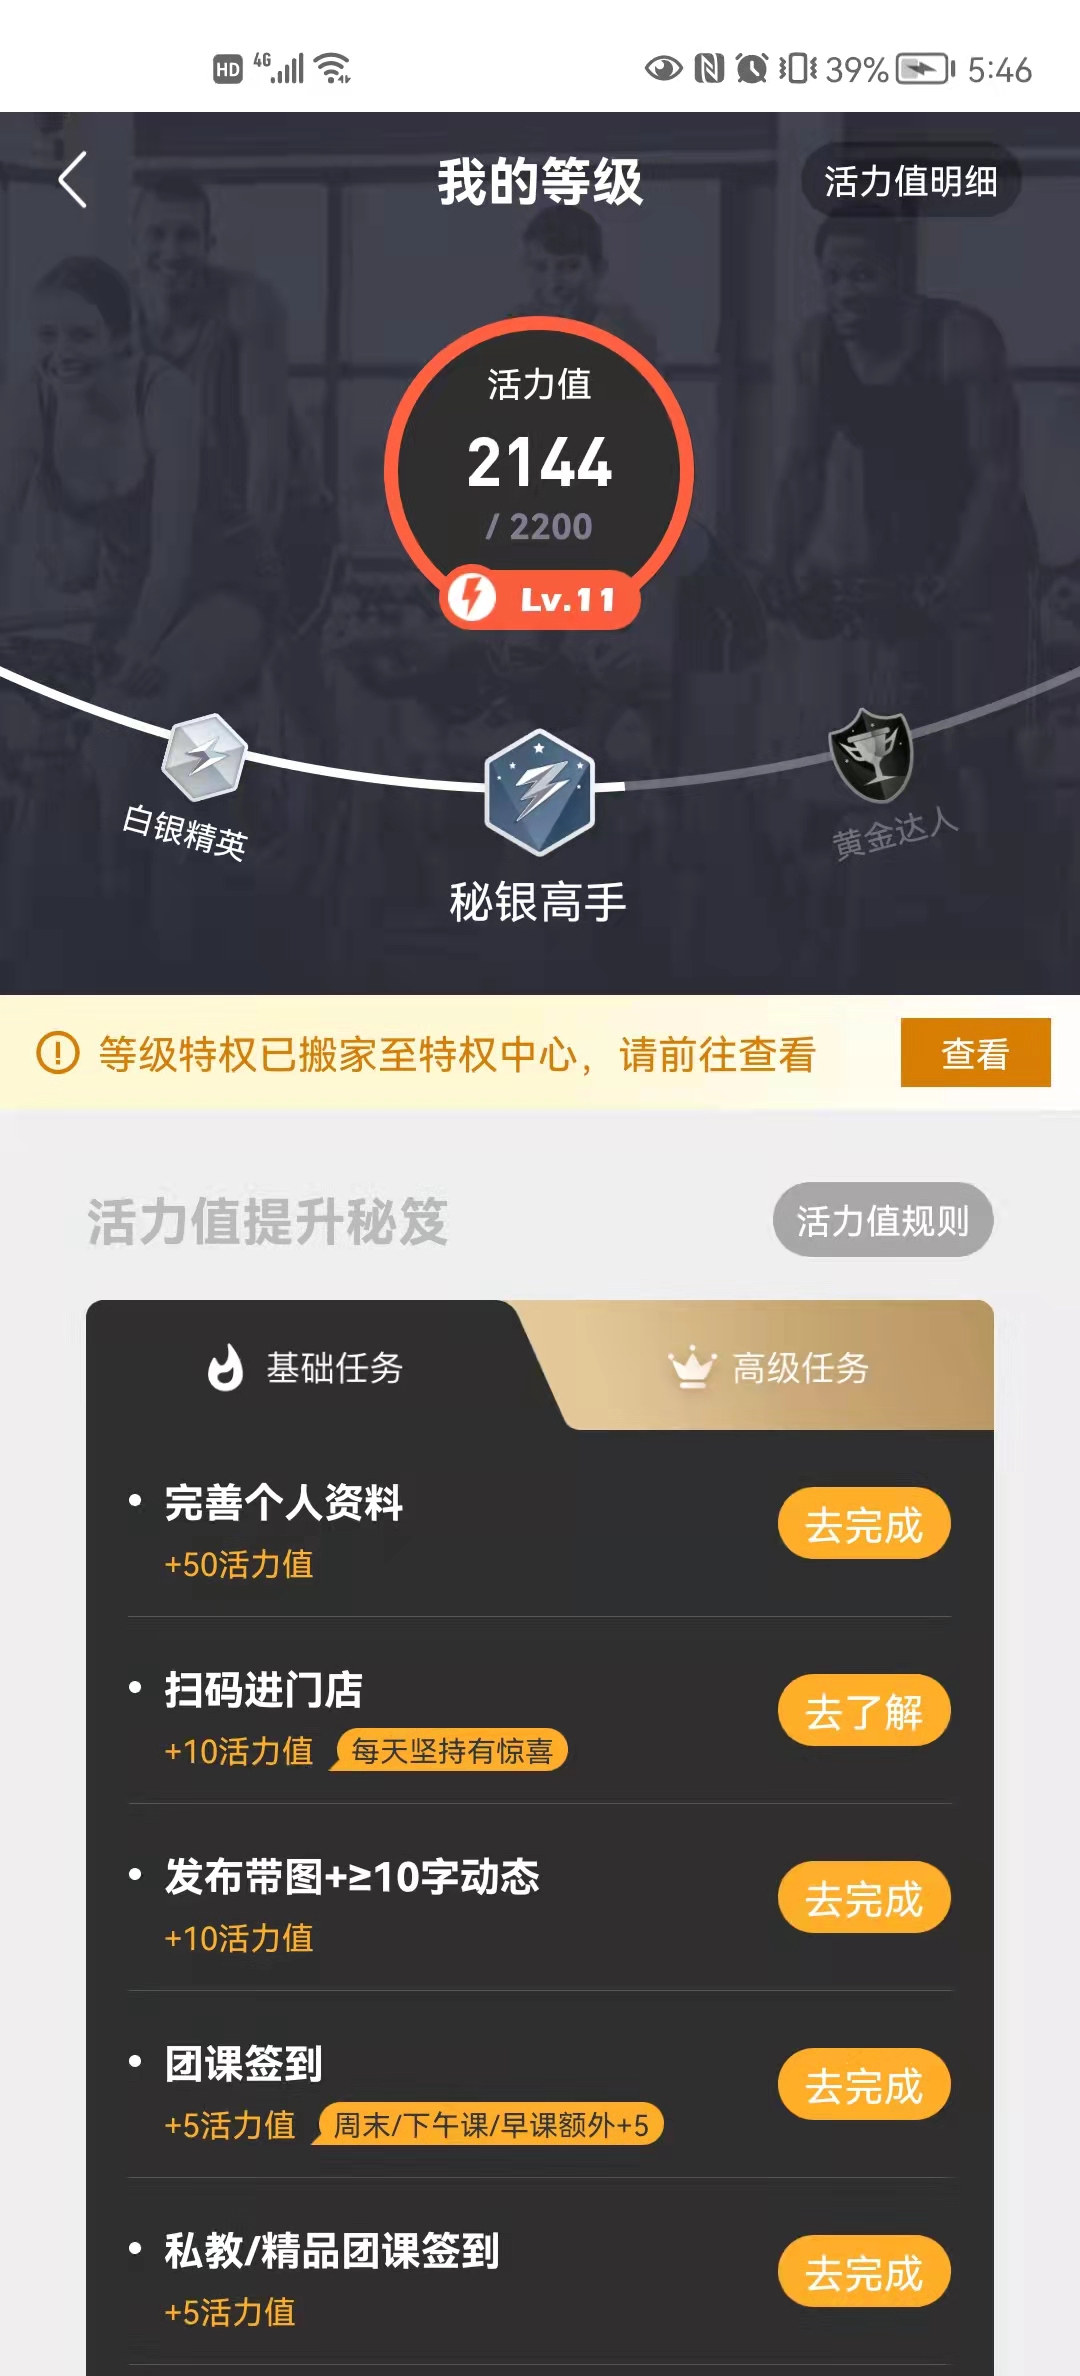 HD 4G 39% 5:46
我的等级
活力值明细
活力值
2144
/ 2200
Lv.11
白银精英
秘银高手
黄金达人
等级特权已搬家至特权中心，请前往查看
查看
活力值提升秘笈
活力值规则
基础任务
高级任务
完善个人资料
+50活力值
去完成
扫码进门店
+10活力值
每天坚持有惊喜
去了解
发布带图+≥10字动态
+10活力值
去完成
团课签到
+5活力值
周末/下午课/早课额外+5
去完成
私教/精品团课签到
+5活力值
去完成